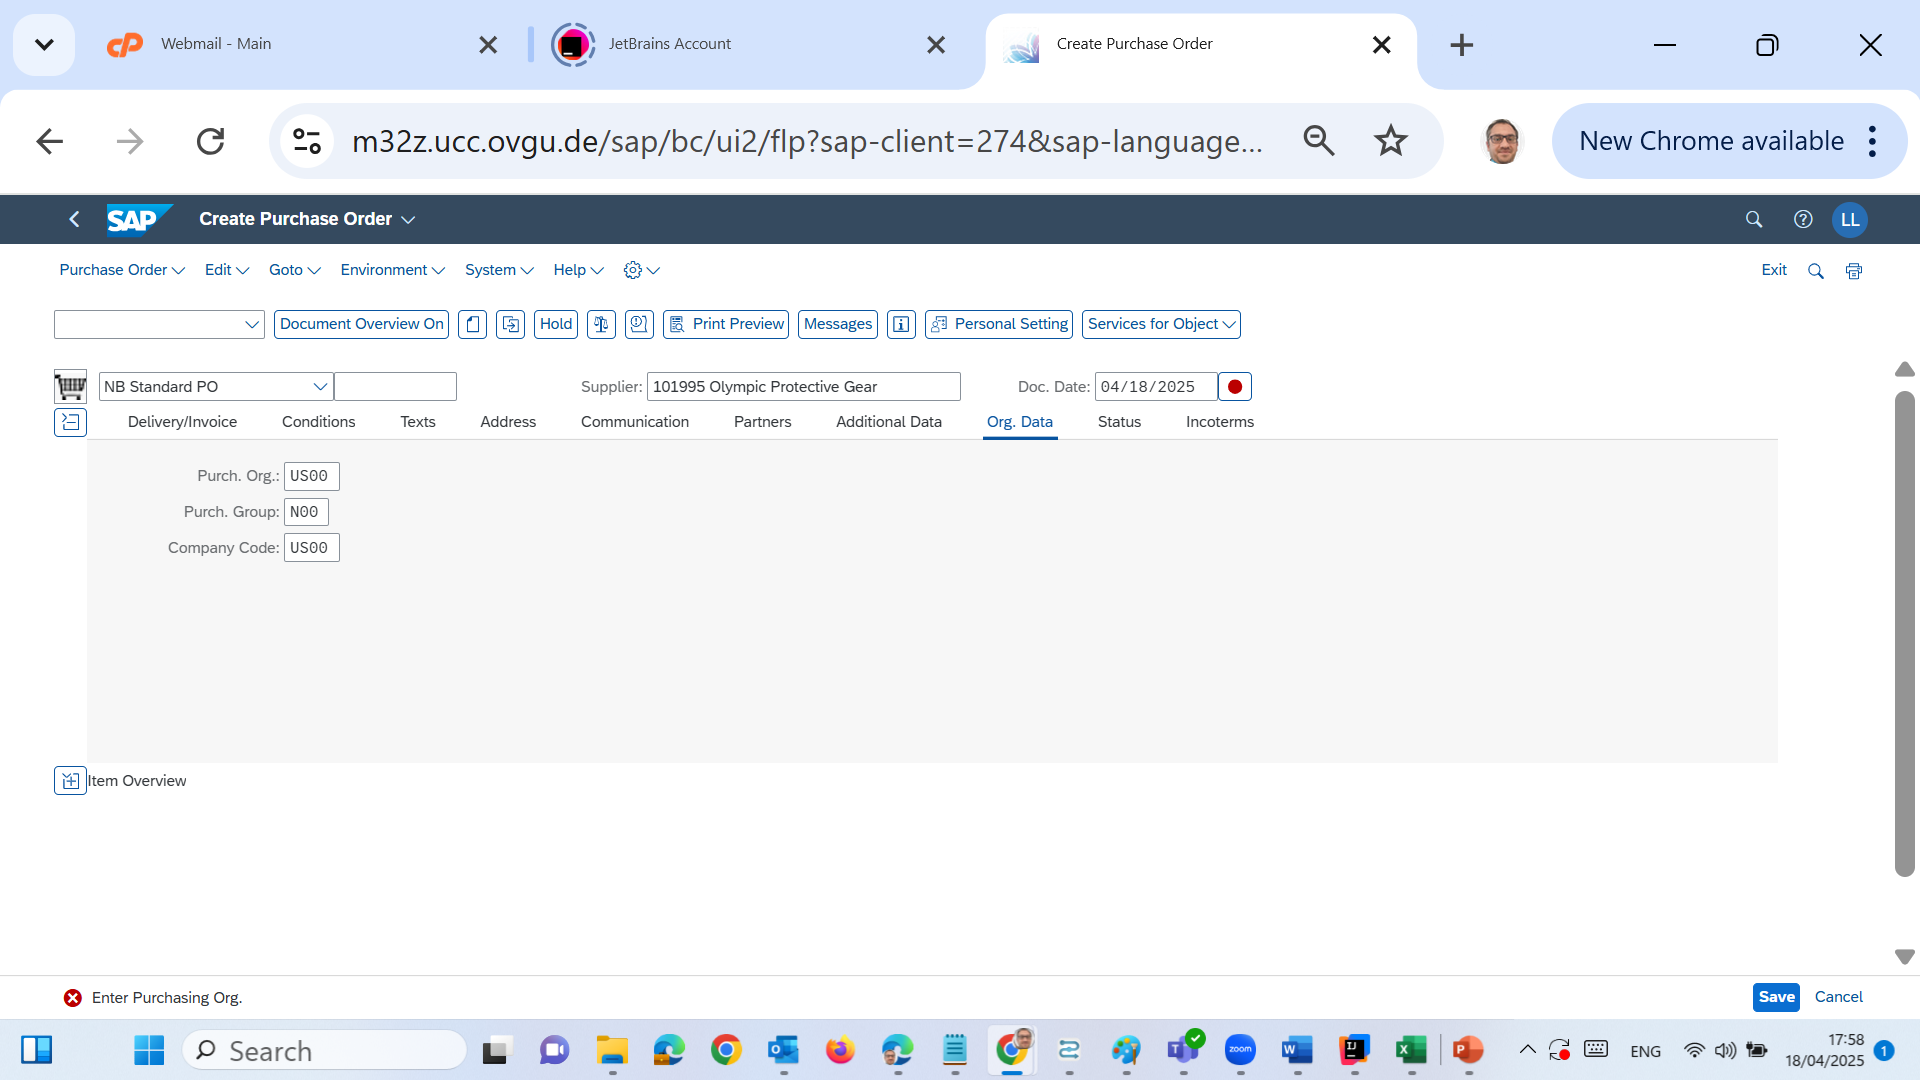 Webmail - Main
JetBrains Account
Create Purchase Order
m32z.ucc.ovgu.de/sap/bc/ui2/flp?sap-client=274&sap-language...
New Chrome available
SAP
Create Purchase Order
LL
Purchase Order
Edit
Goto
Environment
System
Help
Exit
Document Overview On
Hold
Print Preview
Messages
Personal Setting
Services for Object
NB Standard PO
Supplier:
101995 Olympic Protective Gear
Doc. Date:
04/18/2025
Delivery/Invoice
Conditions
Texts
Address
Communication
Partners
Additional Data
Org. Data
Status
Incoterms
Purch. Org.: US00
Purch. Group: N00
Company Code: US00
Item Overview
Enter Purchasing Org.
Save
Cancel
Search
zoom
ENG
17:58
18/04/2025
1